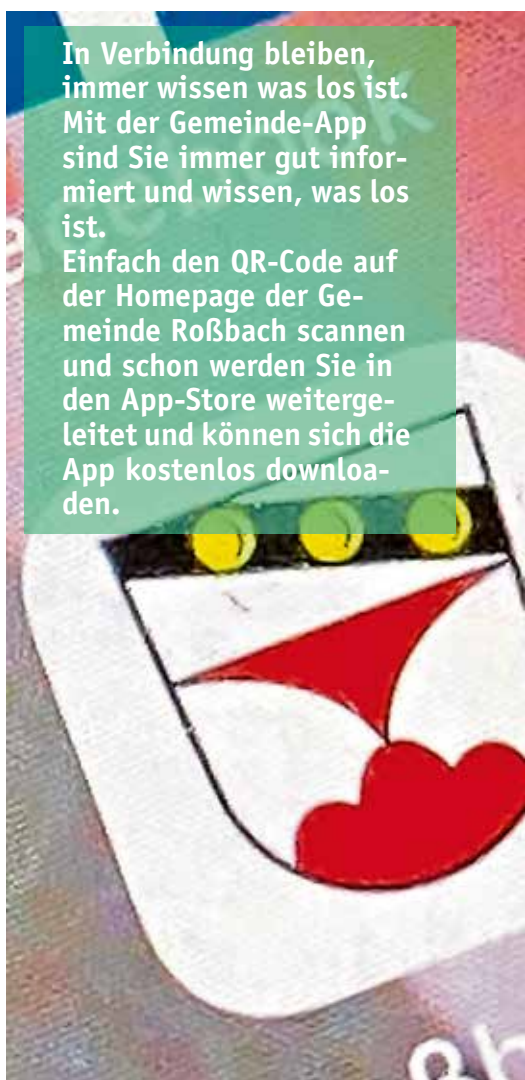 In Verbindung bleiben,
immer wissen was los ist.
Mit der Gemeinde-App
sind Sie immer gut infor-
miert und wissen, was los
ist.
Einfach den QR-Code auf
der Homepage der Ge-
meinde Roßbach scannen
und schon werden Sie in
den App-Store weiterge-
leitet und können sich die
App kostenlos downloa-
den.